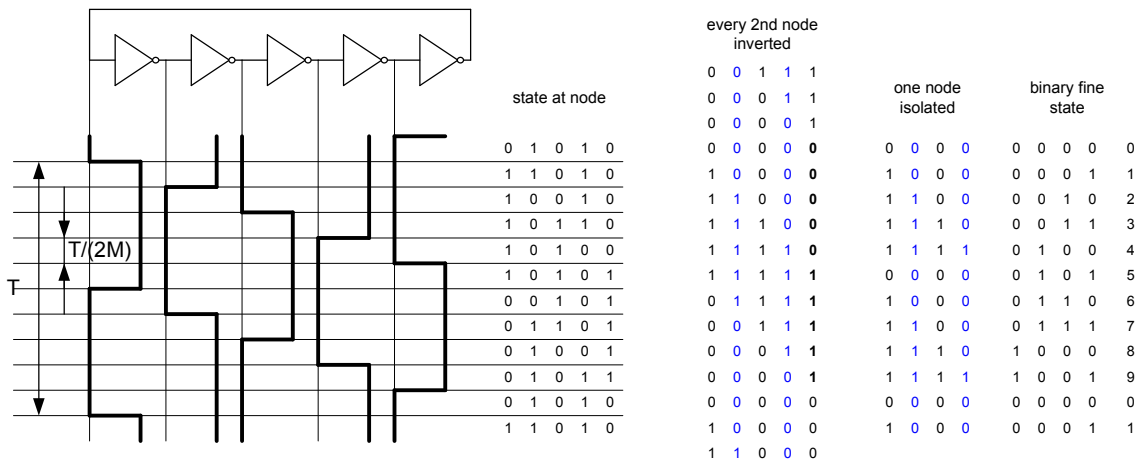 every 2nd node
inverted
0 0 1 1 1
one node
isolated
binary fine
state
state at node
0 0 0 1 1
0 0 0 0 1
0 1 0 1 0 0 0 0 0 0 0 0 0 0 0 0 0 0 0
1 1 0 1 0 1 0 0 0 0 1 0 0 0 0 0 0 1 1
1 0 0 1 0 1 1 0 0 0 1 1 0 0 0 0 1 0 2
1 0 1 1 0 1 1 1 0 0 1 1 1 0 0 0 1 1 3
T/(2M)
1 0 1 0 0 1 1 1 1 0 1 1 1 1 0 1 0 0 4
1 0 1 0 1 1 1 1 1 1 0 0 0 0 0 1 0 1 5
T
0 0 1 0 1 0 1 1 1 1 1 0 0 0 0 1 1 0 6
0 1 1 0 1 0 0 1 1 1 1 1 0 0 0 1 1 1 7
0 1 0 0 1 0 0 0 1 1 1 1 1 0 1 0 0 0 8
0 1 0 1 1 0 0 0 0 1 1 1 1 1 1 0 0 1 9
0 1 0 1 0 0 0 0 0 0 0 0 0 0 0 0 0 0 0
1 1 0 1 0 1 0 0 0 0 1 0 0 0 0 0 0 1 1
1 1 0 0 0